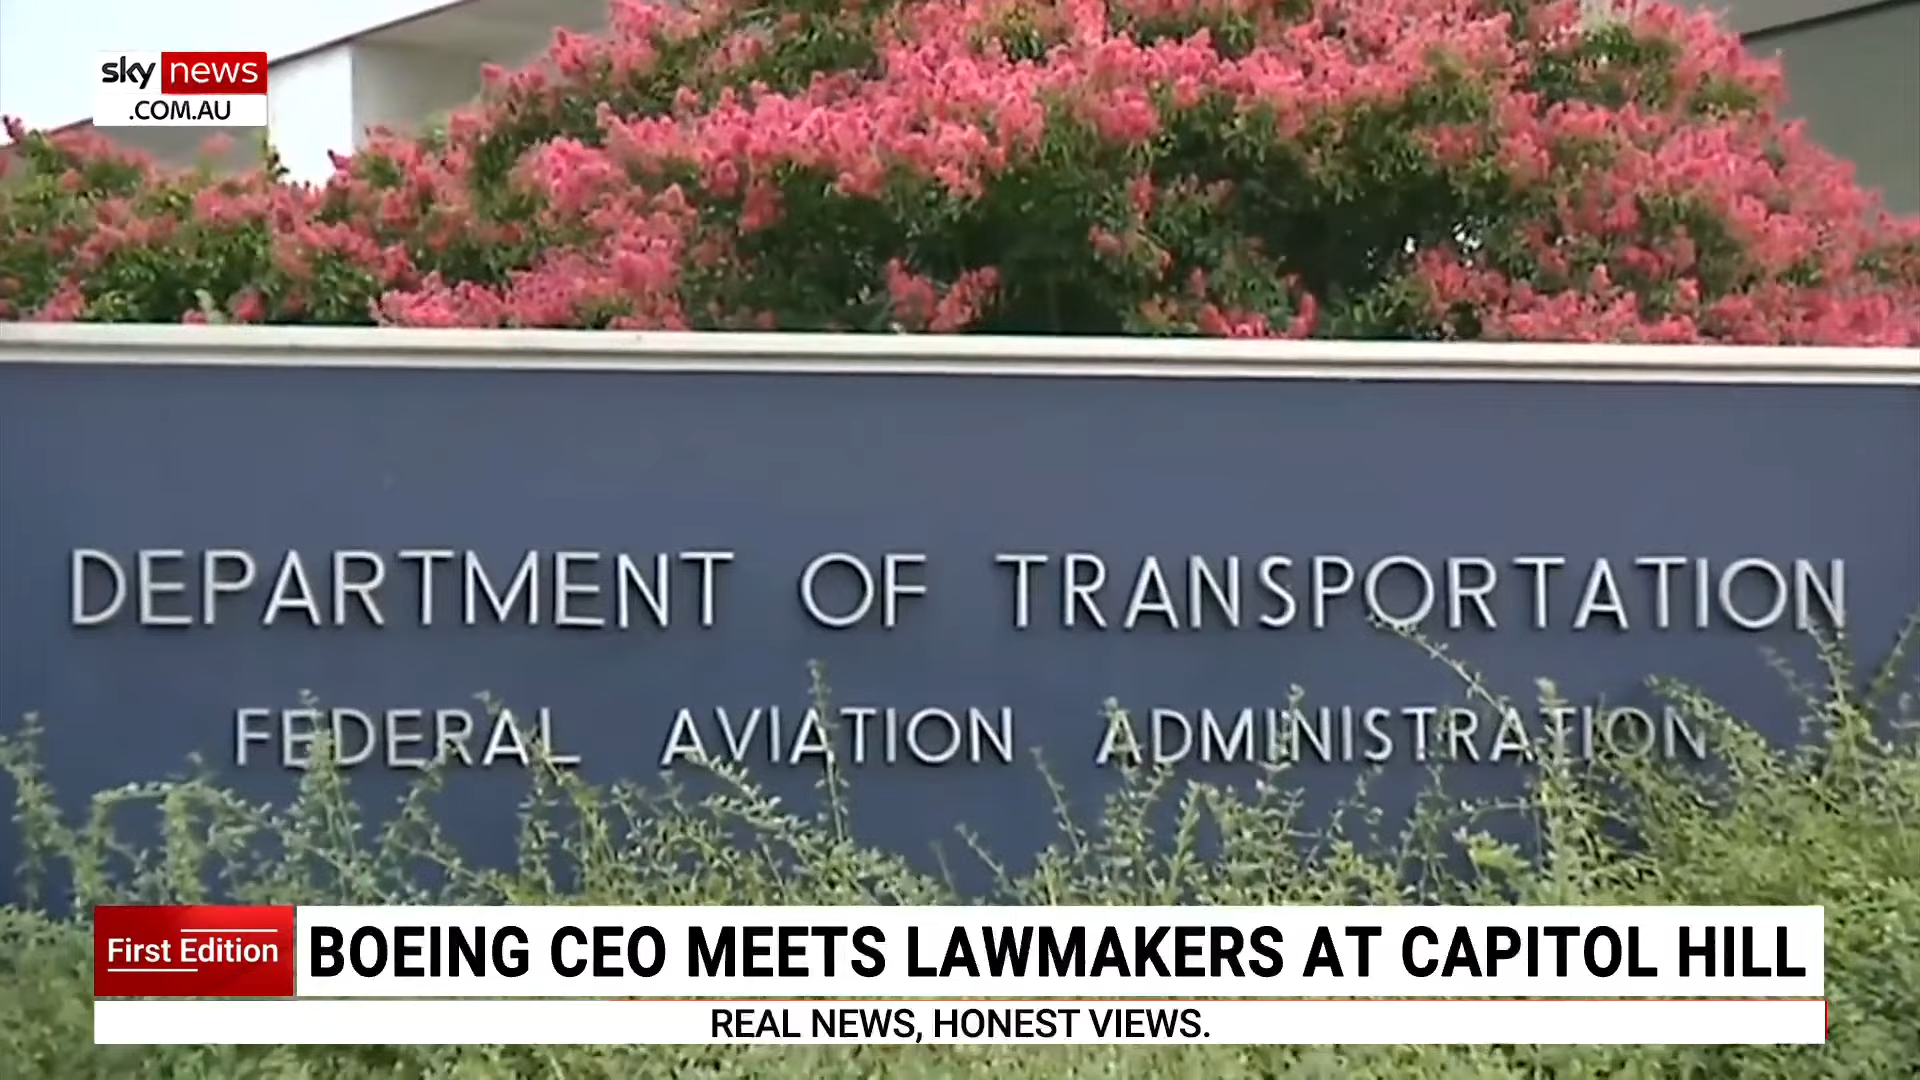 sky news
.COM.AU
DEPARTMENT OF TRANSPORTATION
FEDERAL AVIATION ADMINISTRATION
First Edition
BOEING CEO MEETS LAWMAKERS AT CAPITOL HILL
REAL NEWS, HONEST VIEWS.